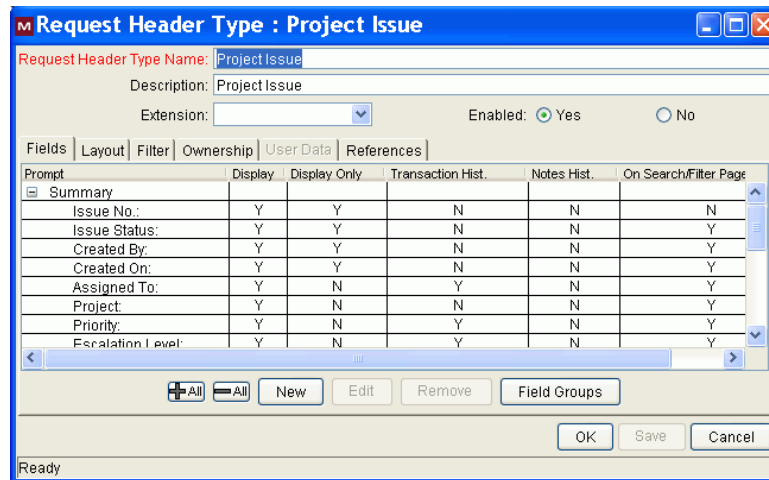 M Request Header Type : Project Issue
Request Header Type Name: Project Issue
Description: Project Issue
Extension: Enabled: Yes No
Fields Layout Filter Ownership User Data References
Prompt Display Display Only Transaction Hist. Notes Hist. On Search/Filter Page
Summary
Issue No.: Y Y N N N
Issue Status: Y Y N N Y
Created By: Y Y N N Y
Created On: Y Y N N Y
Assigned To: Y N Y N Y
Project: Y N N N Y
Priority: Y N Y N Y
Escalation Level: Y N Y N Y
All All New Edit Remove Field Groups
OK Save Cancel
Ready